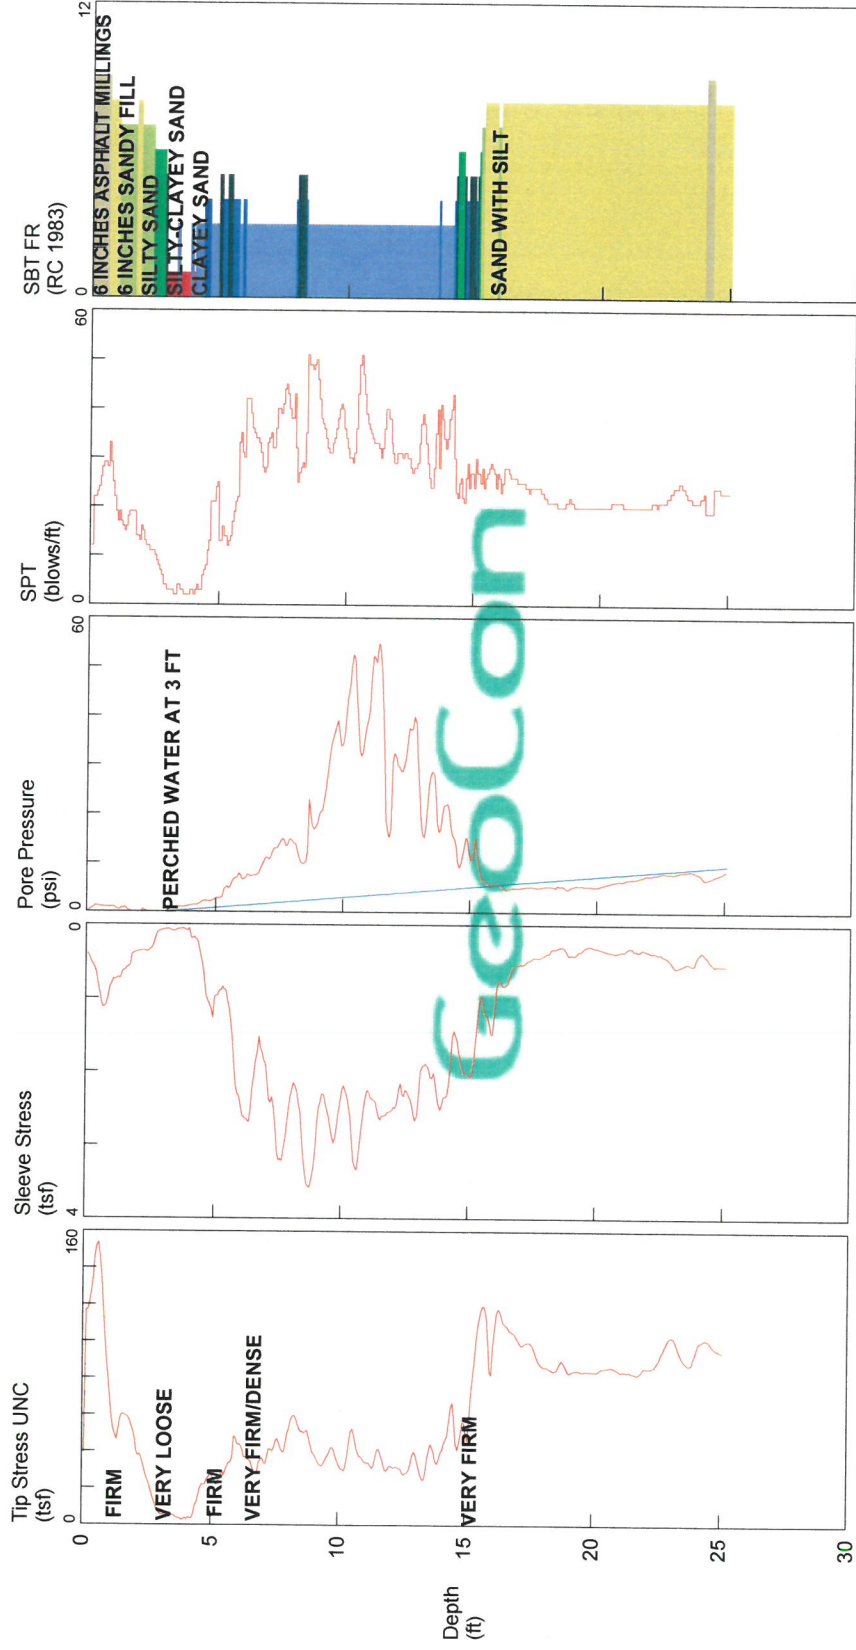 Tip Stress UNC
(tsf)
0
160
Sleeve Stress
(tsf)
4
0
Pore Pressure
(psi)
0
60
SPT
(blows/ft)
0
60
SBT FR
(RC 1983)
0
12
Depth
(ft)
0
5
10
15
20
25
30
FIRM
VERY LOOSE
FIRM
VERY FIRM/DENSE
VERY FIRM
PERCHED WATER AT 3 FT
6 INCHES ASPHALT MILLINGS
6 INCHES SANDY FILL
SILTY SAND
SILTY-CLAYEY SAND
CLAYEY SAND
SAND WITH SILT
GeoCon